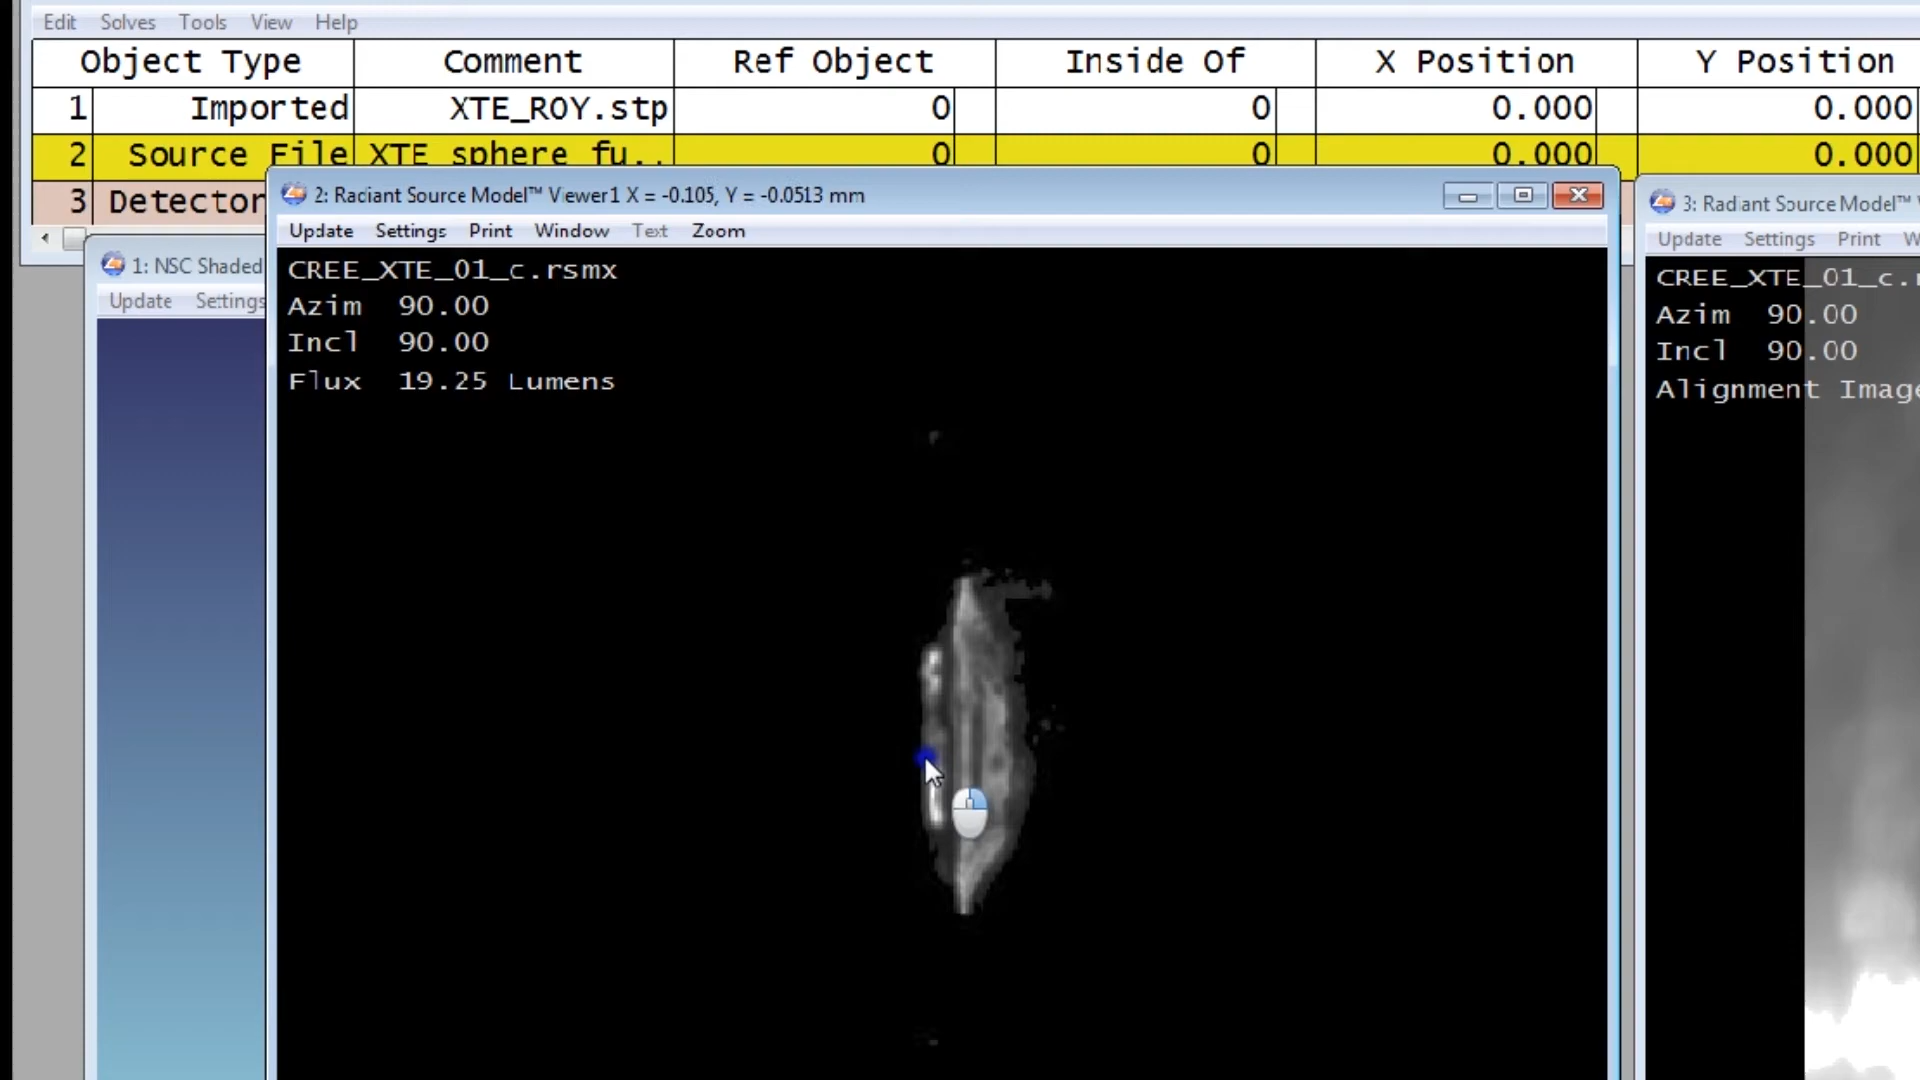 Edit Solves Tools View Help
Object Type Comment Ref Object Inside Of X Position Y Position
1 Imported XTE_ROY.stp 0 0 0.000 0.000
2 Source File XTE sphere fu.. 0 0 0.000 0.000
3 Detector
2: Radiant Source Model™ Viewer1 X = -0.105, Y = -0.0513 mm
Update Settings Print Window Text Zoom
CREE_XTE_01_c.rsmx
Azim 90.00
Incl 90.00
Flux 19.25 Lumens
1: NSC Shaded
Update Settings
3: Radiant Source Model™
Update Settings Print
CREE_XTE_01_c.
Azim 90.00
Incl 90.00
Alignment Image